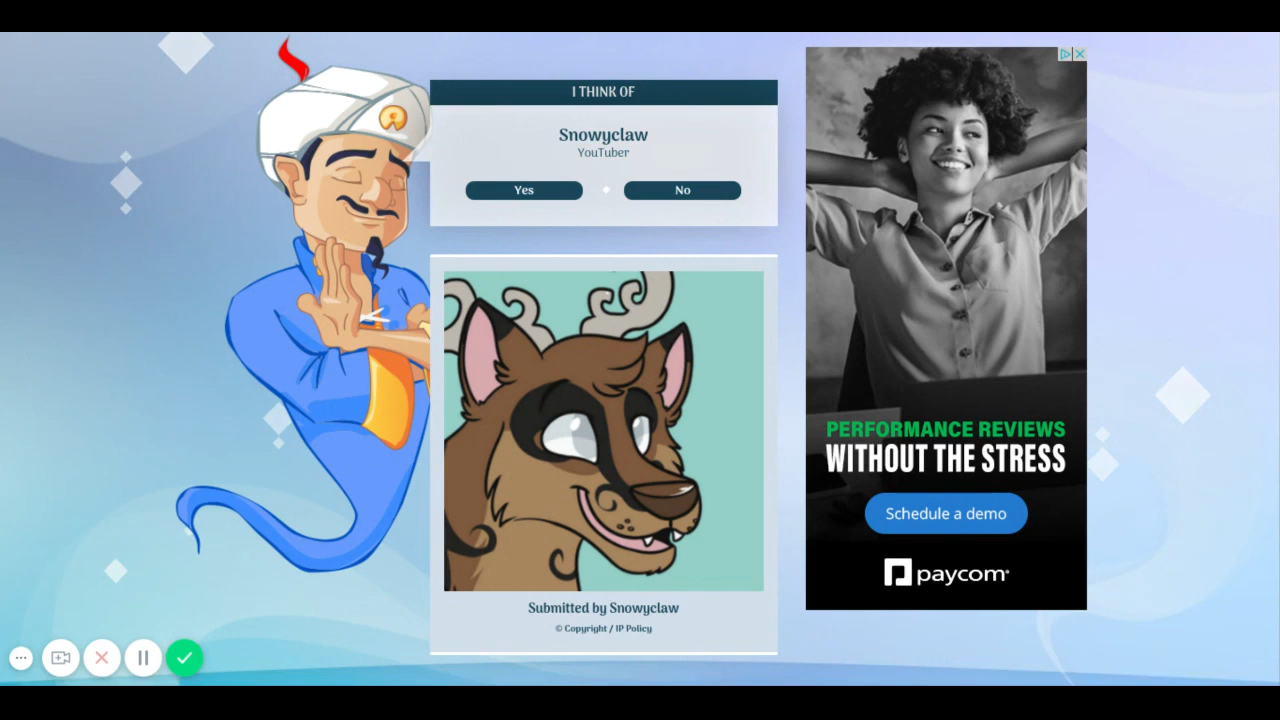 I THINK OF
Snowyclaw
YouTuber
Yes
No
Submitted by Snowyclaw
© Copyright / IP Policy
PERFORMANCE REVIEWS
WITHOUT THE STRESS
Schedule a demo
paycom®